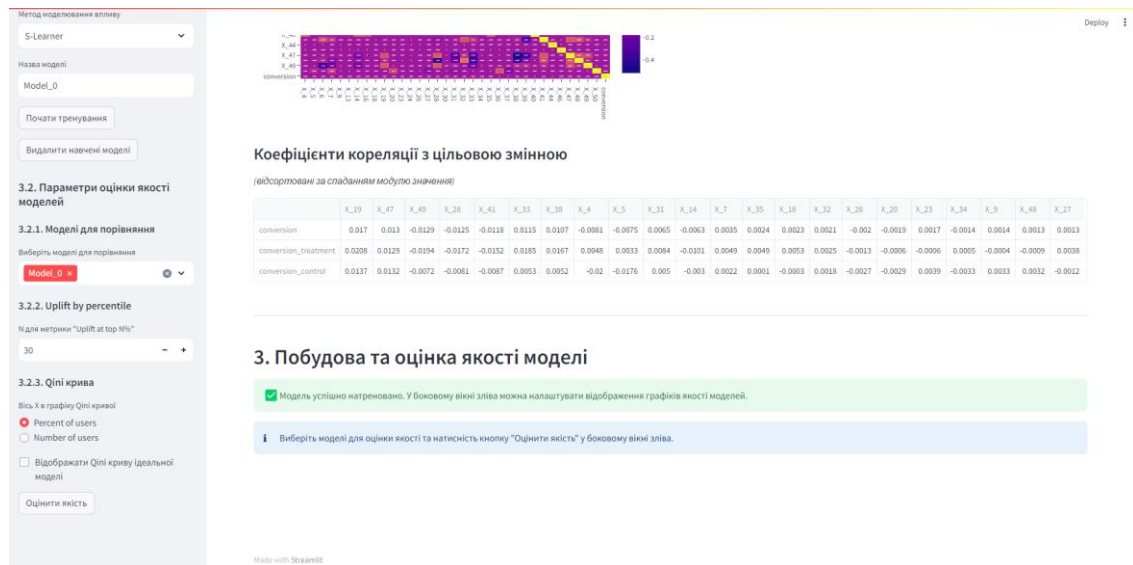 Метод моделювання впливу
S-Learner
Назва моделі
Model_0
Почати тренування
Видалити навчені моделі
3.2. Параметри оцінки якості
моделей
3.2.1. Моделі для порівняння
Виберіть моделі для порівняння
Model_0 ×
3.2.2. Uplift by percentile
N для метрики "Uplift at top N%"
30 − +
3.2.3. Qini крива
Вісь X в графіку Qini кривої
Percent of users
Number of users
Відображати Qini криву ідеальної
моделі
Оцінити якість
Deploy
-0.2
-0.4
X_44
X_47
X_49
conversion
Коефіцієнти кореляції з цільовою змінною
(відсортовані за спаданням модулю значення)
X_19 X_47 X_49 X_28 X_41 X_33 X_38 X_4 X_5 X_31 X_14 X_7 X_35 X_18 X_32 X_26 X_20 X_23 X_34 X_9 X_48 X_27
conversion 0.017 0.013 -0.0129 -0.0125 -0.0118 0.0115 0.0107 -0.0081 -0.0075 0.0065 -0.0063 0.0035 0.0024 0.0023 0.0021 -0.002 -0.0019 0.0017 -0.0014 0.0014 0.0013 0.0013
conversion_treatment 0.0208 0.0129 -0.0194 -0.0172 -0.0152 0.0185 0.0167 0.0048 0.0033 0.0084 -0.0101 0.0049 0.0049 0.0053 0.0025 -0.0013 -0.0006 -0.0006 0.0005 -0.0004 -0.0009 0.0038
conversion_control 0.0137 0.0132 -0.0072 -0.0081 -0.0087 0.0053 0.0052 -0.02 -0.0176 0.005 -0.003 0.0022 0.0001 -0.0003 0.0018 -0.0027 -0.0029 0.0039 -0.0033 0.0033 0.0032 -0.0012
3. Побудова та оцінка якості моделі
Модель успішно натреновано. У боковому вікні зліва можна налаштувати відображення графіків якості моделей.
Виберіть моделі для оцінки якості та натисність кнопку "Оцінити якість" у боковому вікні зліва.
Made with Streamlit